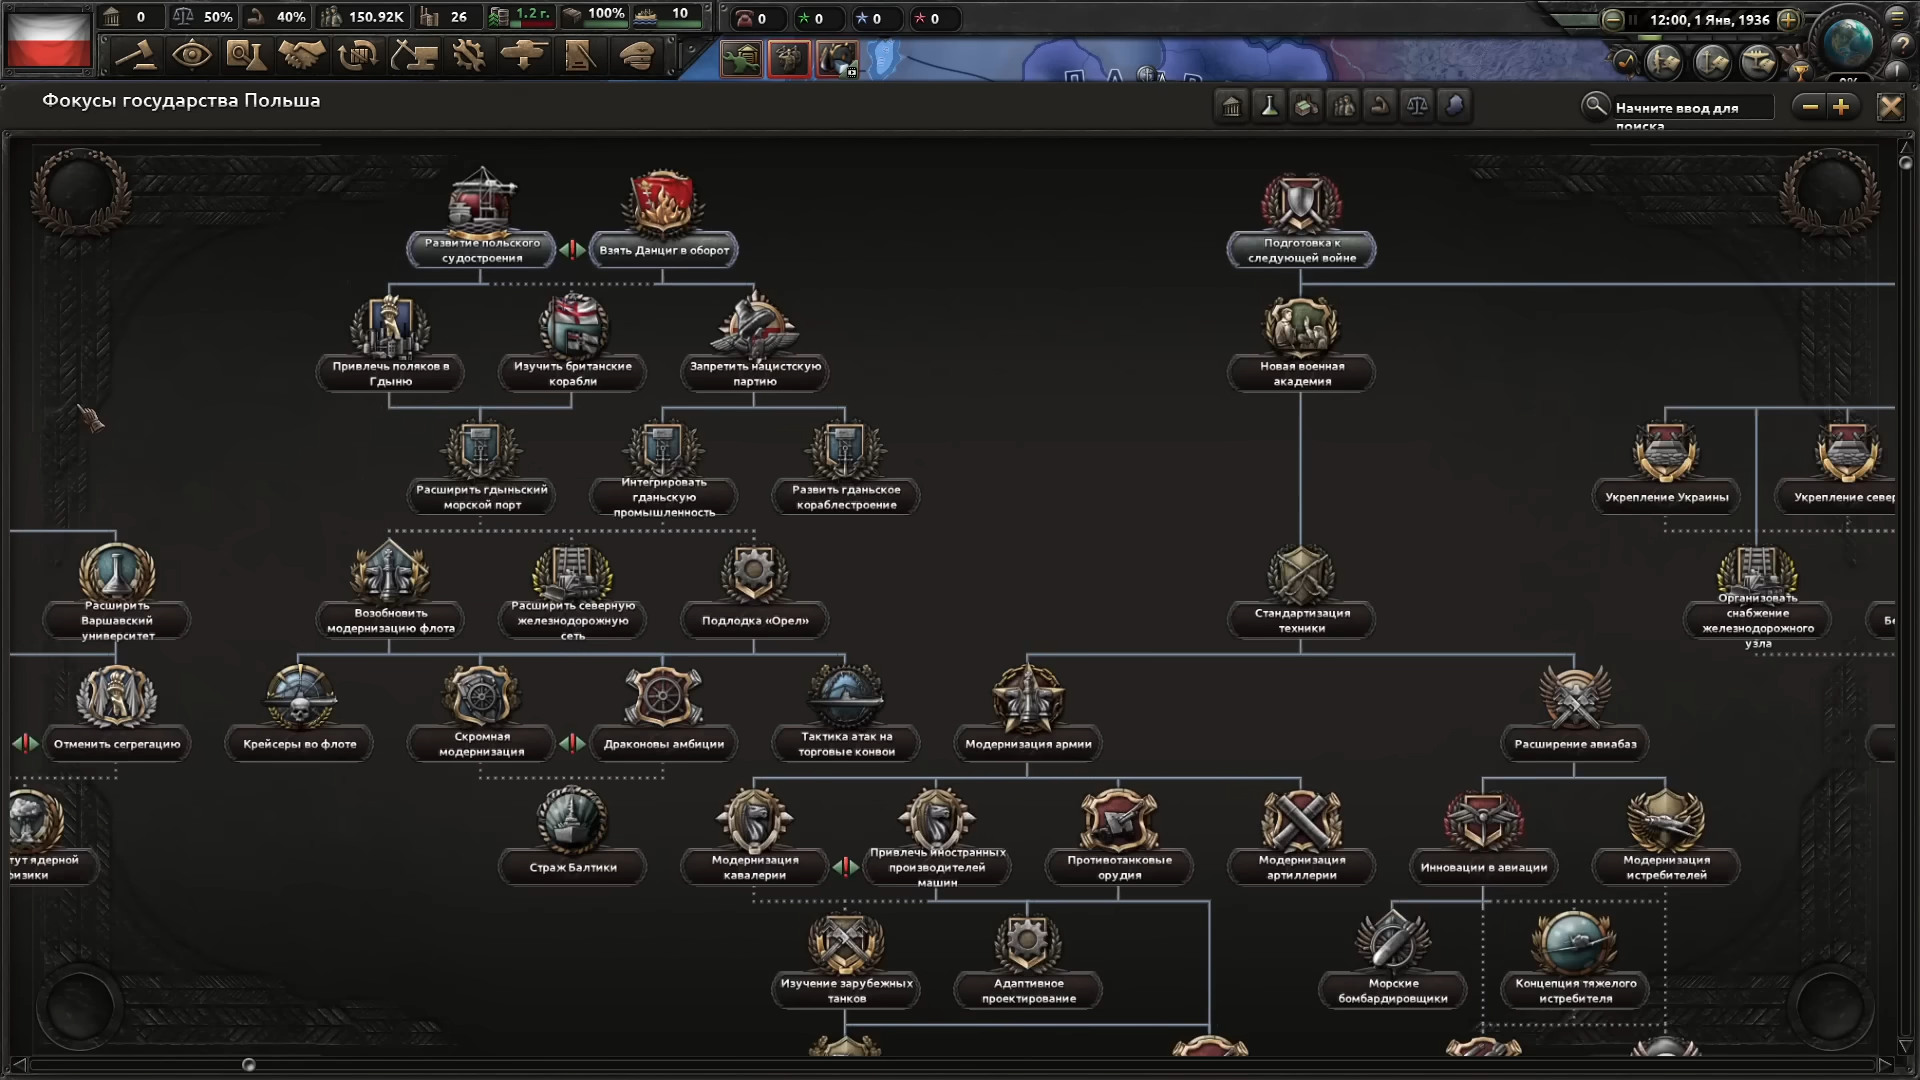 0
50%
40%
150.92K
26
1.2 г.
100%
10
0
0
0
0
12:00, 1 Янв, 1936
Фокусы государства Польша
Начните ввод для
поиска
Развитие польского
судостроения
Взять Данциг в оборот
Подготовка к
следующей войне
Привлечь поляков в
Гдыню
Изучить британские
корабли
Запретить нацистскую
партию
Новая военная
академия
Расширить гдыньский
морской порт
Интегрировать
гданьскую
промышленность
Развить гданьское
кораблестроение
Укрепление Украины
Укрепление север
Расширить
Варшавский
университет
Возобновить
модернизацию флота
Расширить северную
железнодорожную
сеть
Подлодка «Орел»
Стандартизация
техники
Организовать
снабжение
железнодорожного
узла
Отменить сегрегацию
Крейсеры во флоте
Скромная
модернизация
Драконовы амбиции
Тактика атак на
торговые конвои
Модернизация армии
Расширение авиабаз
тут ядерной
физики
Страж Балтики
Модернизация
кавалерии
Привлечь иностранных
производителей
машин
Противотанковые
орудия
Модернизация
артиллерии
Инновации в авиации
Модернизация
истребителей
Изучение зарубежных
танков
Адаптивное
проектирование
Морские
бомбардировщики
Концепция тяжелого
истребителя